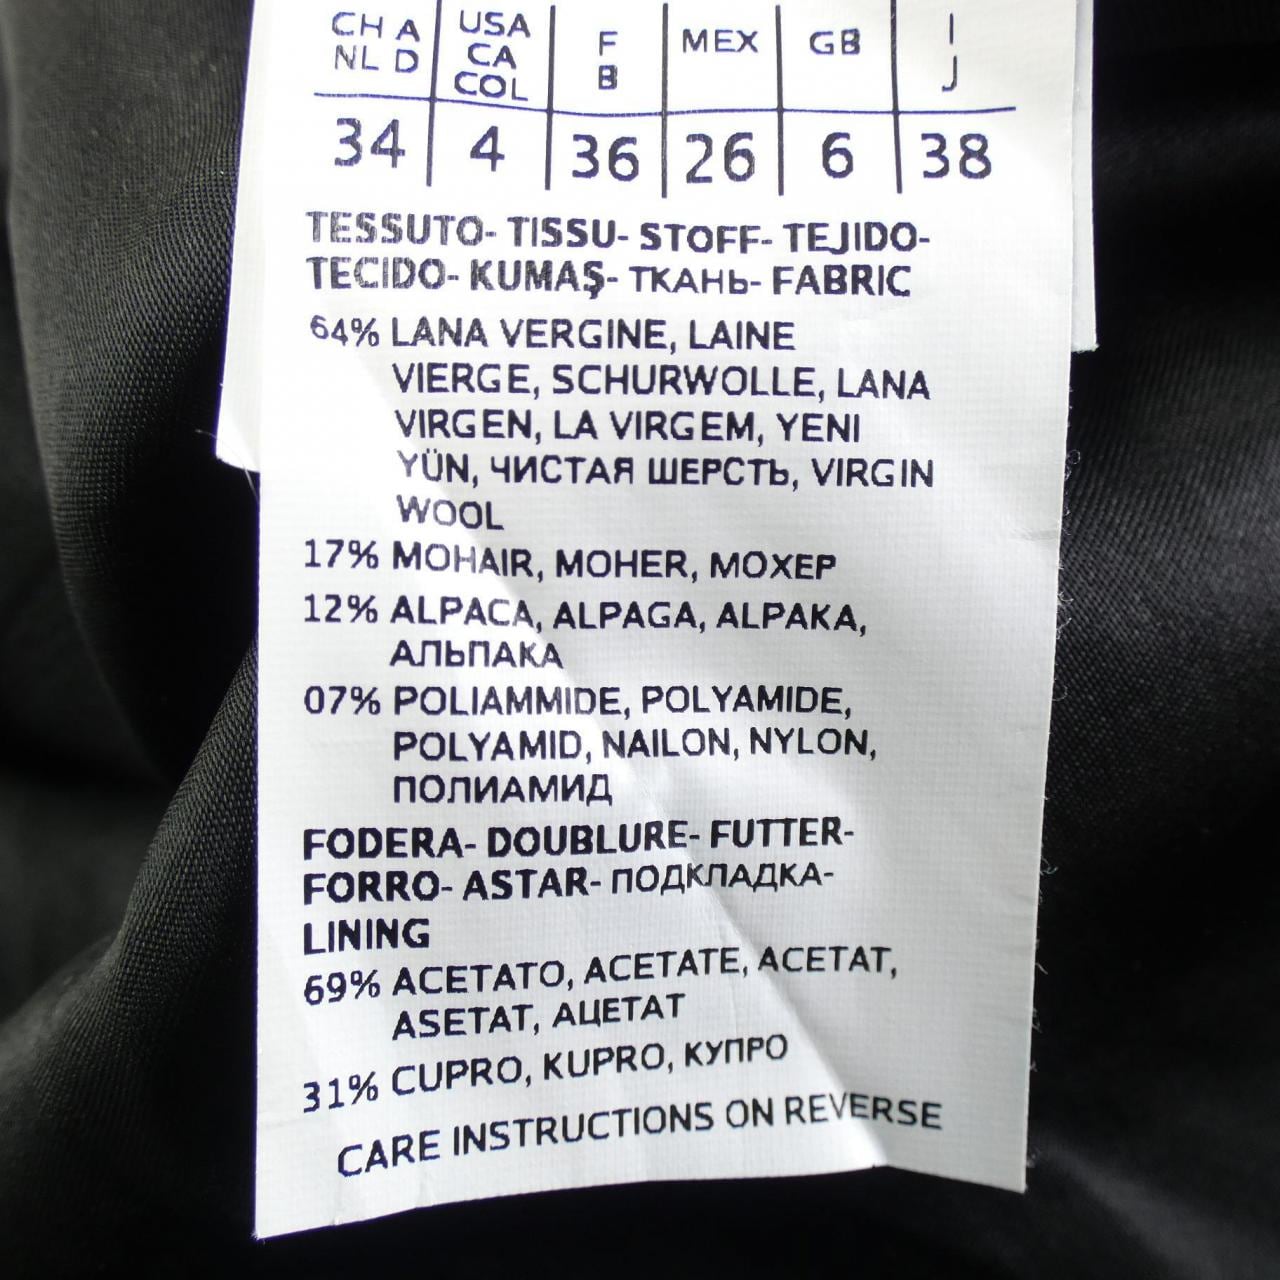 CH A USA F MEX GB I
NL D CA B J
COL
34 4 36 26 6 38
TESSUTO- TISSU- STOFF- TEJIDO-
TECIDO- KUMAŞ- ТКАНЬ- FABRIC
64% LANA VERGINE, LAINE
VIERGE, SCHURWOLLE, LANA
VIRGEN, LA VIRGEM, YENI
YÜN, ЧИСТАЯ ШЕРСТЬ, VIRGIN
WOOL
17% MOHAIR, MOHER, МОХЕР
12% ALPACA, ALPAGA, ALPAKA,
АЛЬПАКА
07% POLIAMMIDE, POLYAMIDE,
POLYAMID, NAILON, NYLON,
ПОЛИАМИД
FODERA- DOUBLURE- FUTTER-
FORRO- ASTAR- ПОДКЛАДКА-
LINING
69% ACETATO, ACETATE, ACETAT,
ASETAT, АЦЕТАТ
31% CUPRO, KUPRO, КУПРО
CARE INSTRUCTIONS ON REVERSE